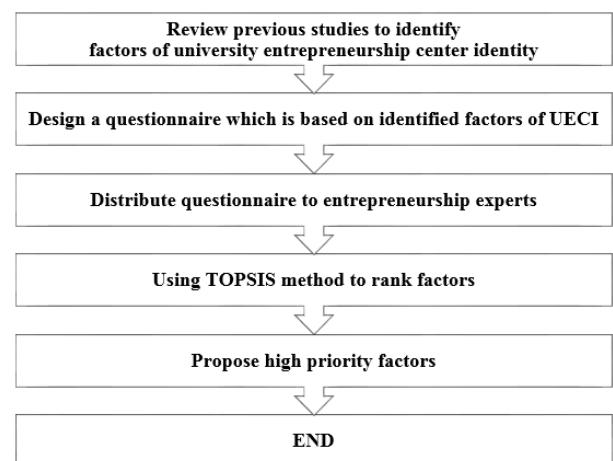 Review previous studies to identify
factors of university entrepreneurship center identity
Design a questionnaire which is based on identified factors of UECI
Distribute questionnaire to entrepreneurship experts
Using TOPSIS method to rank factors
Propose high priority factors
END